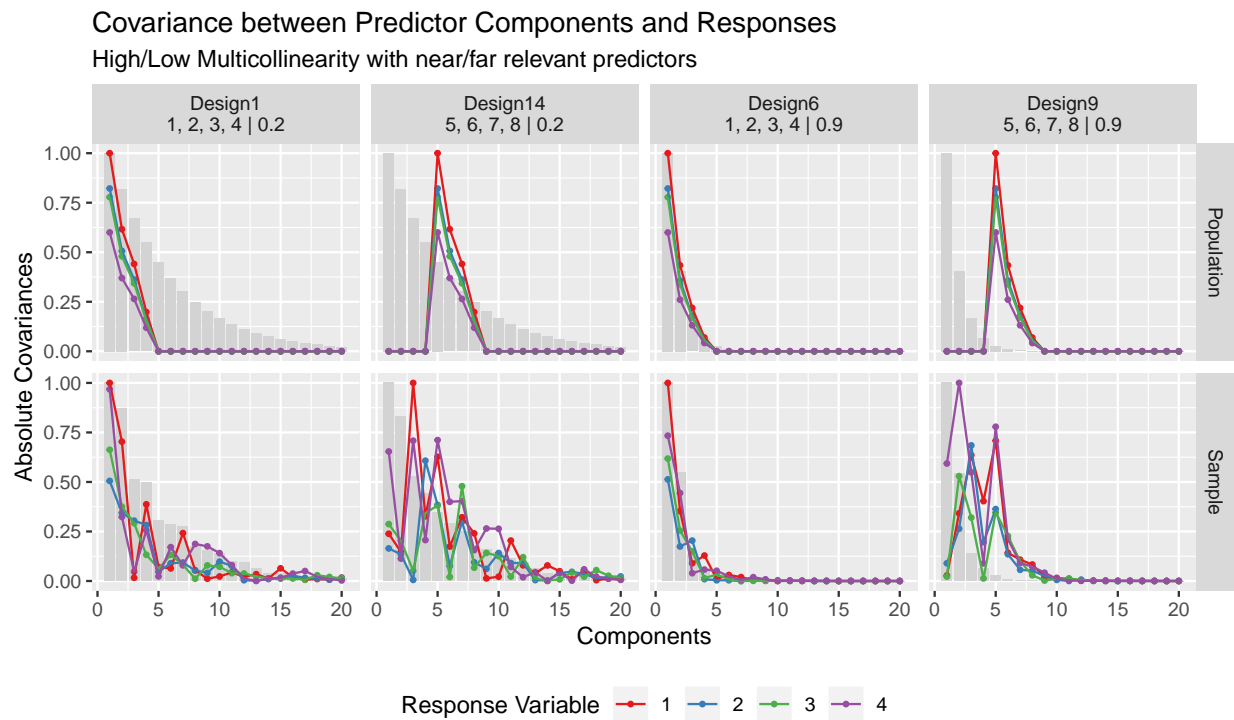 Covariance between Predictor Components and Responses
High/Low Multicollinearity with near/far relevant predictors
Design1
1, 2, 3, 4 | 0.2
Design14
5, 6, 7, 8 | 0.2
Design6
1, 2, 3, 4 | 0.9
Design9
5, 6, 7, 8 | 0.9
Absolute Covariances
1.00
0.75
0.50
0.25
0.00
Population
1.00
0.75
0.50
0.25
0.00
Sample
0 5 10 15 20
0 5 10 15 20
0 5 10 15 20
0 5 10 15 20
Components
Response Variable 1 2 3 4